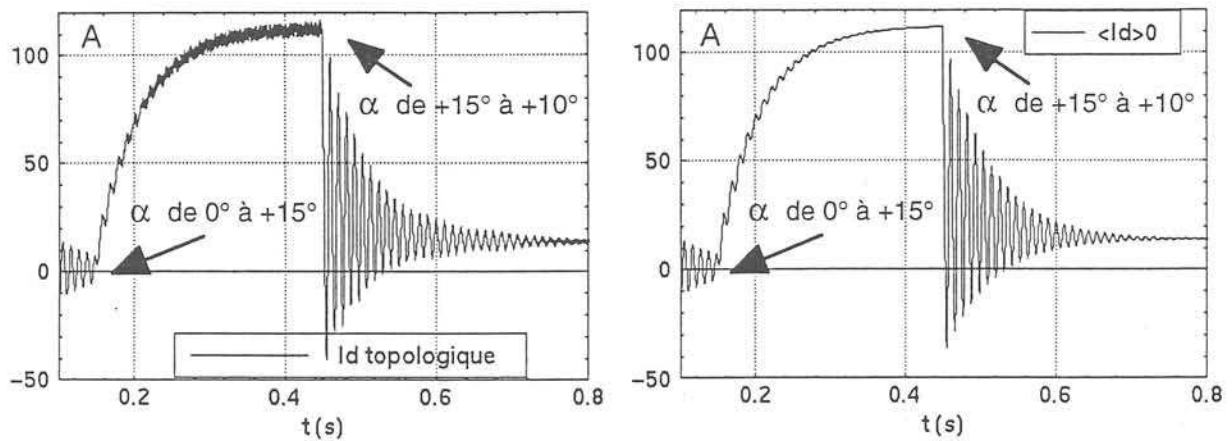 A
100
50
0
-50
α de +15° à +10°
α de 0° à +15°
Id topologique
0.2
0.4
0.6
0.8
t(s)
A
<Id>0
100
50
0
-50
α de +15° à +10°
α de 0° à +15°
0.2
0.4
0.6
0.8
t(s)